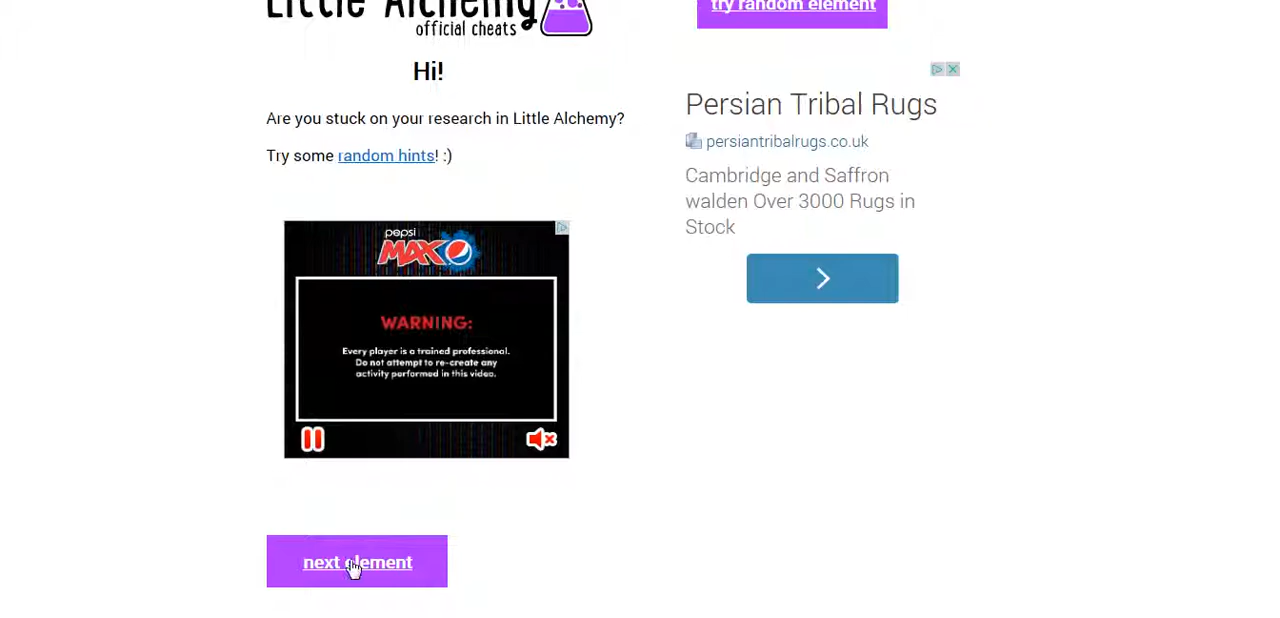 Little Alchemy
official cheats
try random element
Hi!
Are you stuck on your research in Little Alchemy?
Try some random hints! :)
Persian Tribal Rugs
persiantribalrugs.co.uk
Cambridge and Saffron
walden Over 3000 Rugs in
Stock
pepsi
MAX
WARNING:
Every player is a trained professional.
Do not attempt to re-create any
activity performed in this video.
next element